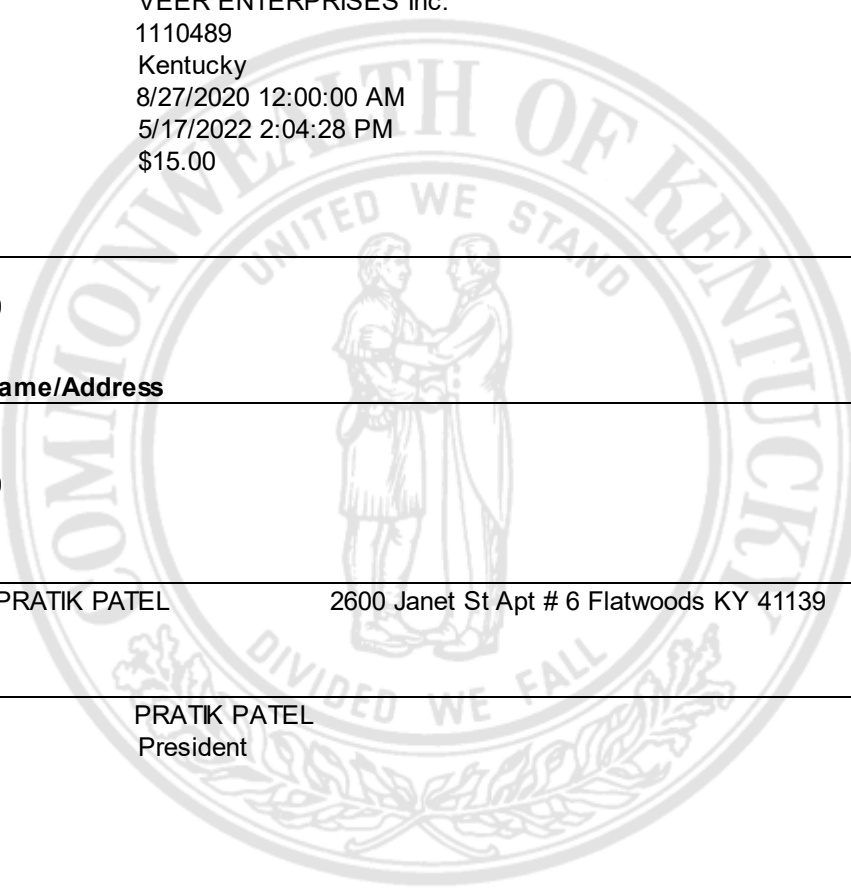 VEER ENTERPRISES Inc.
1110489
Kentucky
8/27/2020 12:00:00 AM
5/17/2022 2:04:28 PM
$15.00
ame/Address
PRATIK PATEL 2600 Janet St Apt # 6 Flatwoods KY 41139
PRATIK PATEL
President
COMMONWEALTH OF KENTUCKY
UNITED WE STAND
DIVIDED WE FALL